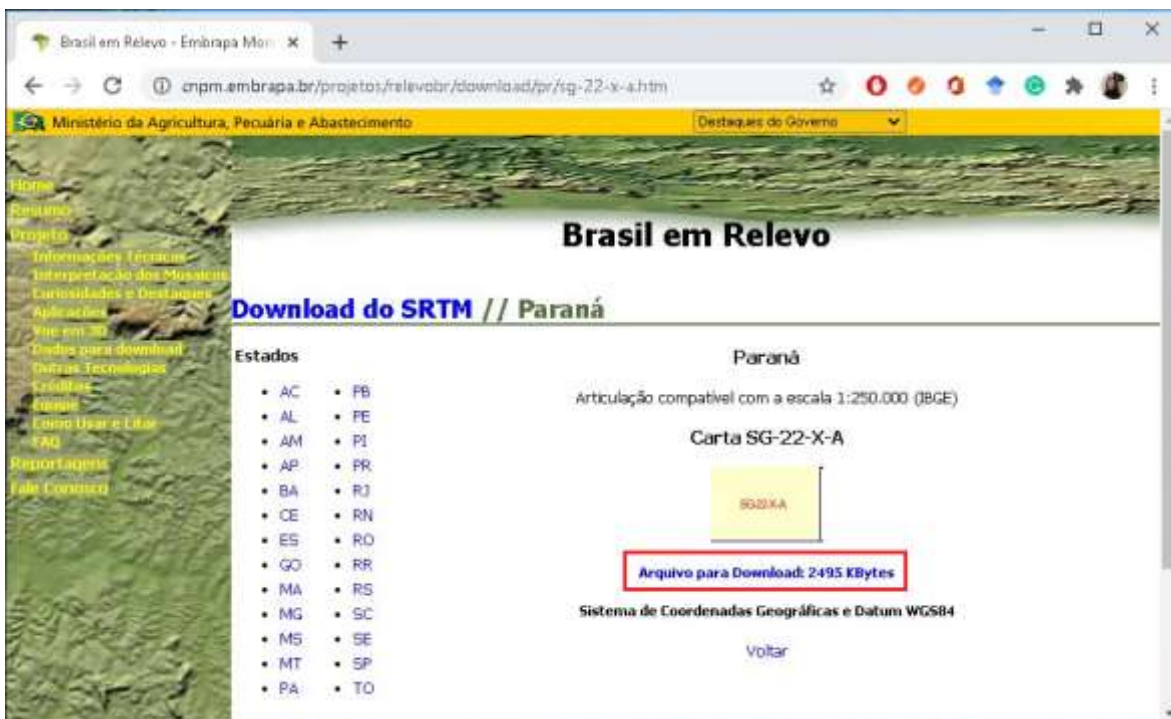 Brasil em Relevo - Embrapa Mon
cnpm.embrapa.br/projetos/relevobr/download/pr/sg-22-x-a.htm
Ministério da Agricultura, Pecuária e Abastecimento
Destaques do Governo
Home
Resumo
Projeto
Informações Técnicas
Interpretação dos Mosaicos
Curiosidades e Destaques
Aplicações
Voe em 3D
Dados para download
Outras Tecnologias
Créditos
Equipe
Como Usar e Citar
FAQ
Reportagens
Fale Conosco
Brasil em Relevo
Download do SRTM // Paraná
Estados
• AC • PB
• AL • PE
• AM • PI
• AP • PR
• BA • RJ
• CE • RN
• ES • RO
• GO • RR
• MA • RS
• MG • SC
• MS • SE
• MT • SP
• PA • TO
Paraná
Articulação compatível com a escala 1:250.000 (IBGE)
Carta SG-22-X-A
SG-22-X-A
Arquivo para Download: 2495 KBytes
Sistema de Coordenadas Geográficas e Datum WGS84
Voltar